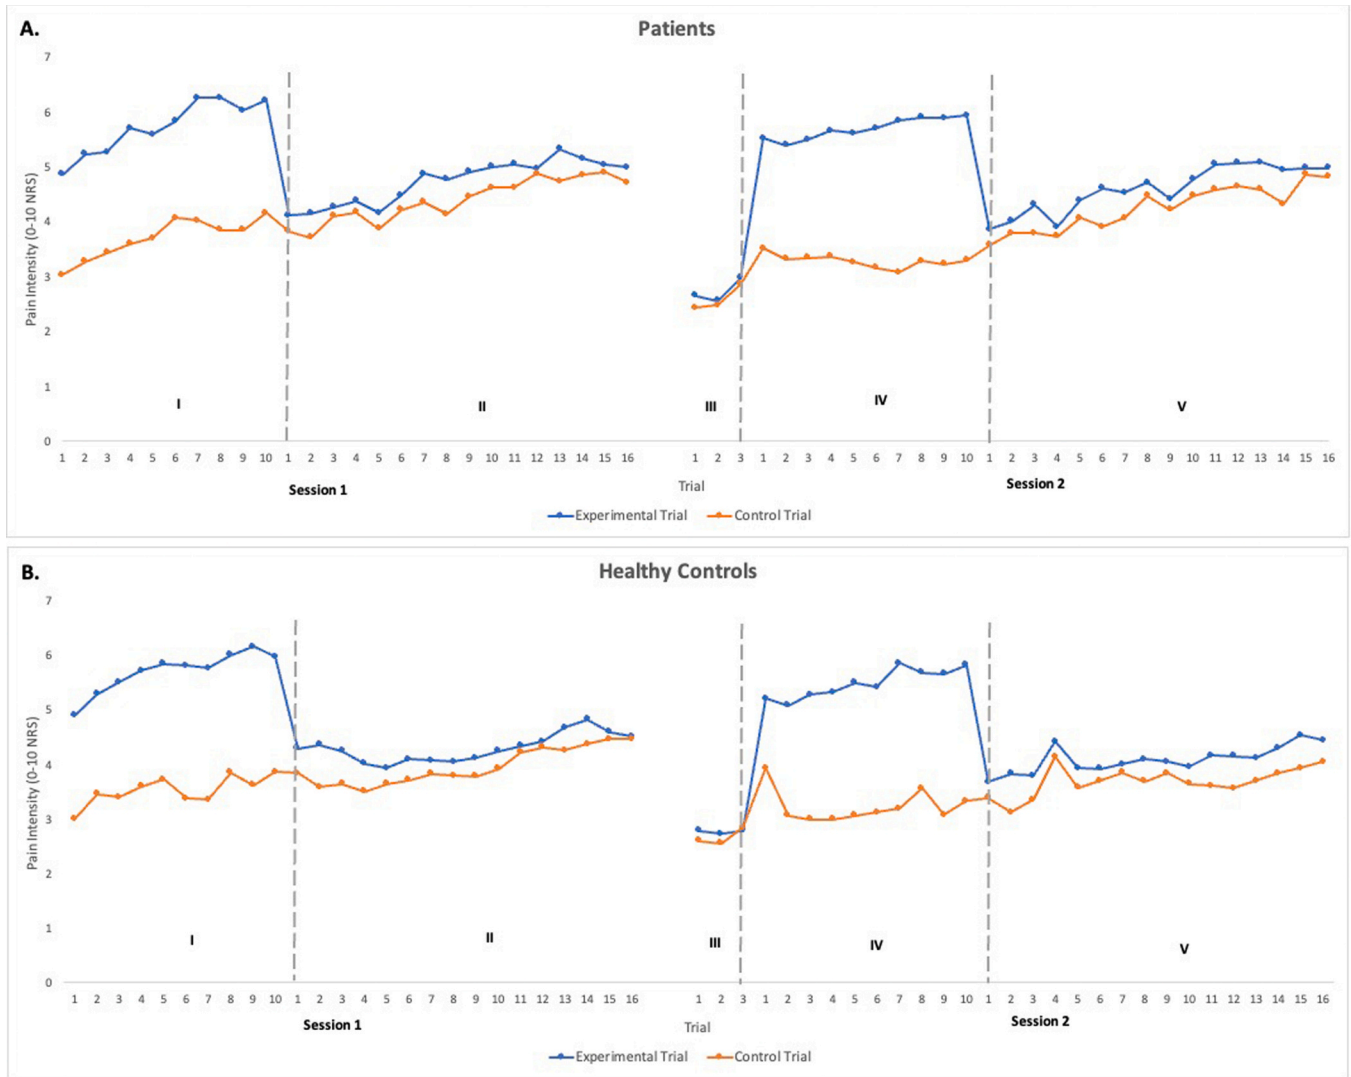 A.
Patients
7
6
5
4
3
2
1
0
Pain Intensity (0-10 NRS)
I
II
III
IV
V
1 2 3 4 5 6 7 8 9 10 1 2 3 4 5 6 7 8 9 10 11 12 13 14 15 16 1 2 3 1 2 3 4 5 6 7 8 9 10 1 2 3 4 5 6 7 8 9 10 11 12 13 14 15 16
Session 1
Trial
Session 2
Experimental Trial
Control Trial
B.
Healthy Controls
7
6
5
4
3
2
1
0
Pain Intensity (0-10 NRS)
I
II
III
IV
V
1 2 3 4 5 6 7 8 9 10 1 2 3 4 5 6 7 8 9 10 11 12 13 14 15 16 1 2 3 1 2 3 4 5 6 7 8 9 10 1 2 3 4 5 6 7 8 9 10 11 12 13 14 15 16
Session 1
Trial
Session 2
Experimental Trial
Control Trial